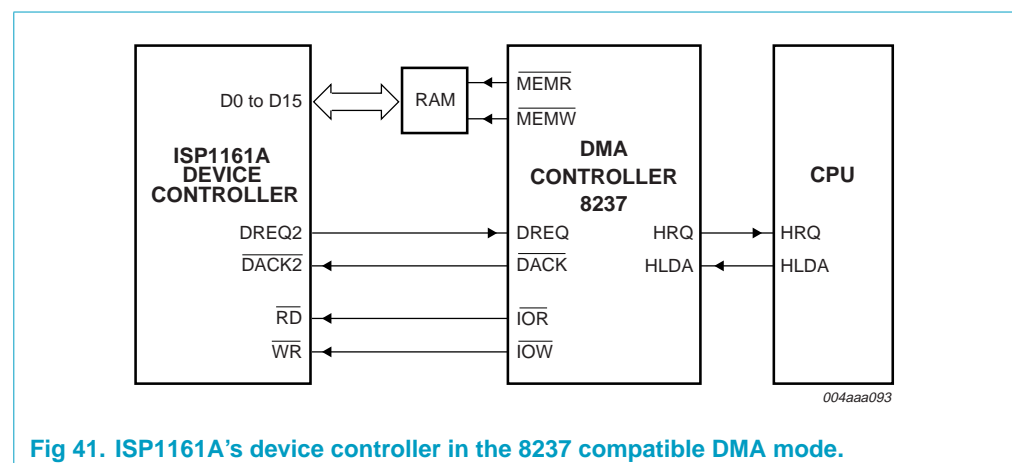 D0 to D15
RAM
MEMR
MEMW
ISP1161A
DEVICE
CONTROLLER
DMA
CONTROLLER
8237
CPU
DREQ2
DREQ
HRQ
HRQ
DACK2
DACK
HLDA
HLDA
RD
IOR
WR
IOW
004aaa093
Fig 41. ISP1161A's device controller in the 8237 compatible DMA mode.